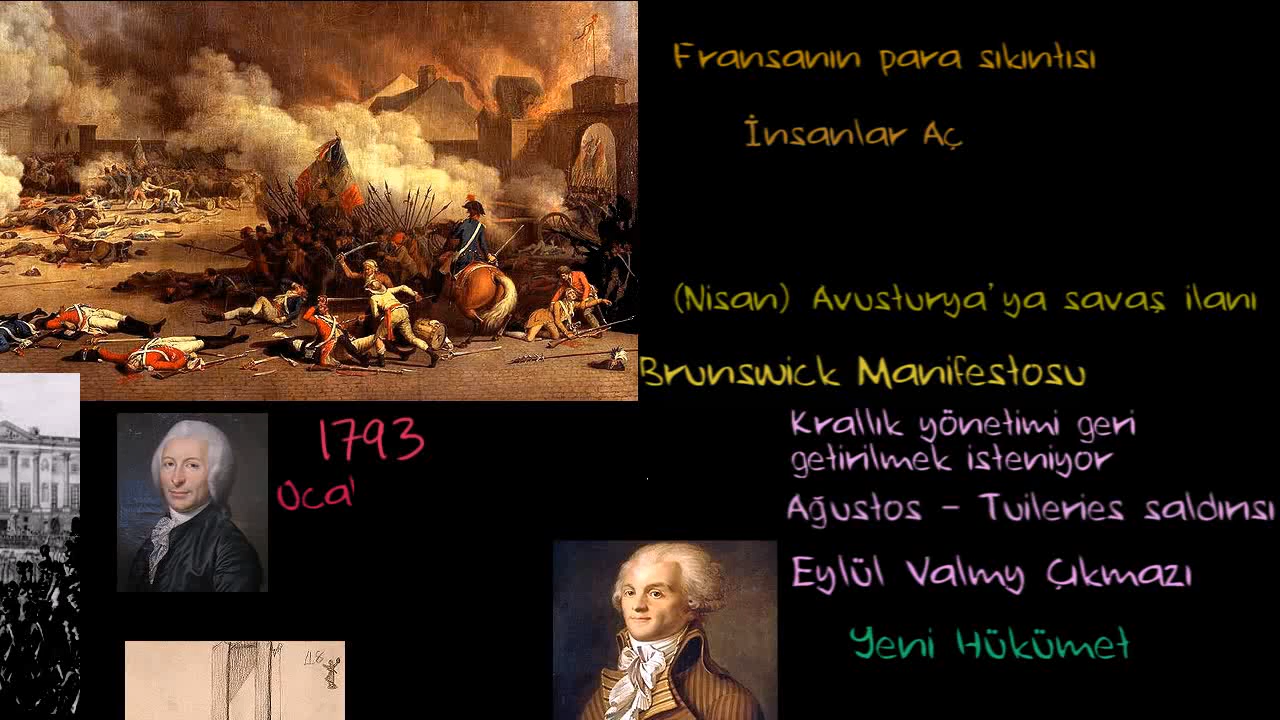 Fransanın para sıkıntısı
İnsanlar Aç
(Nisan) Avusturya'ya savaş ilanı
Brunswick Manifestosu
Krallık yönetimi geri
getirilmek isteniyor
Ağustos - Tuileries saldırısı
Eylül Valmy Çıkmazı
Yeni Hükümet
1793